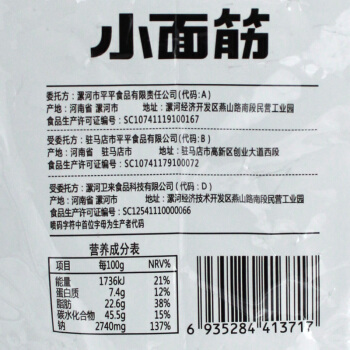 小面筋
委托方：漯河市平平食品有限责任公司（代码：A）
产地：河南省 漯河市 地址：漯河经济开发区燕山路南段民营工业园
食品生产许可证编号：SC10741119100167
受委托方：驻马店市平平食品有限公司（代码：B）
产地：河南省 驻马店市 地址：驻马店市高新区创业大道西段
食品生产许可证编号：SC10741179100072
受委托方：漯河卫来食品科技有限公司（代码：D）
产地：河南省 漯河市 地址：漯河经济技术开发区燕山路南段民营工业园
食品生产许可证编号：SC12541110000066
喷码字符中首位字母为生产者代码
营养成分表
项目 每100g NRV%
能量 1736kJ 21%
蛋白质 7.4g 12%
脂肪 22.6g 38%
碳水化合物 45.5g 15%
钠 2740mg 137%
6 935284 413717